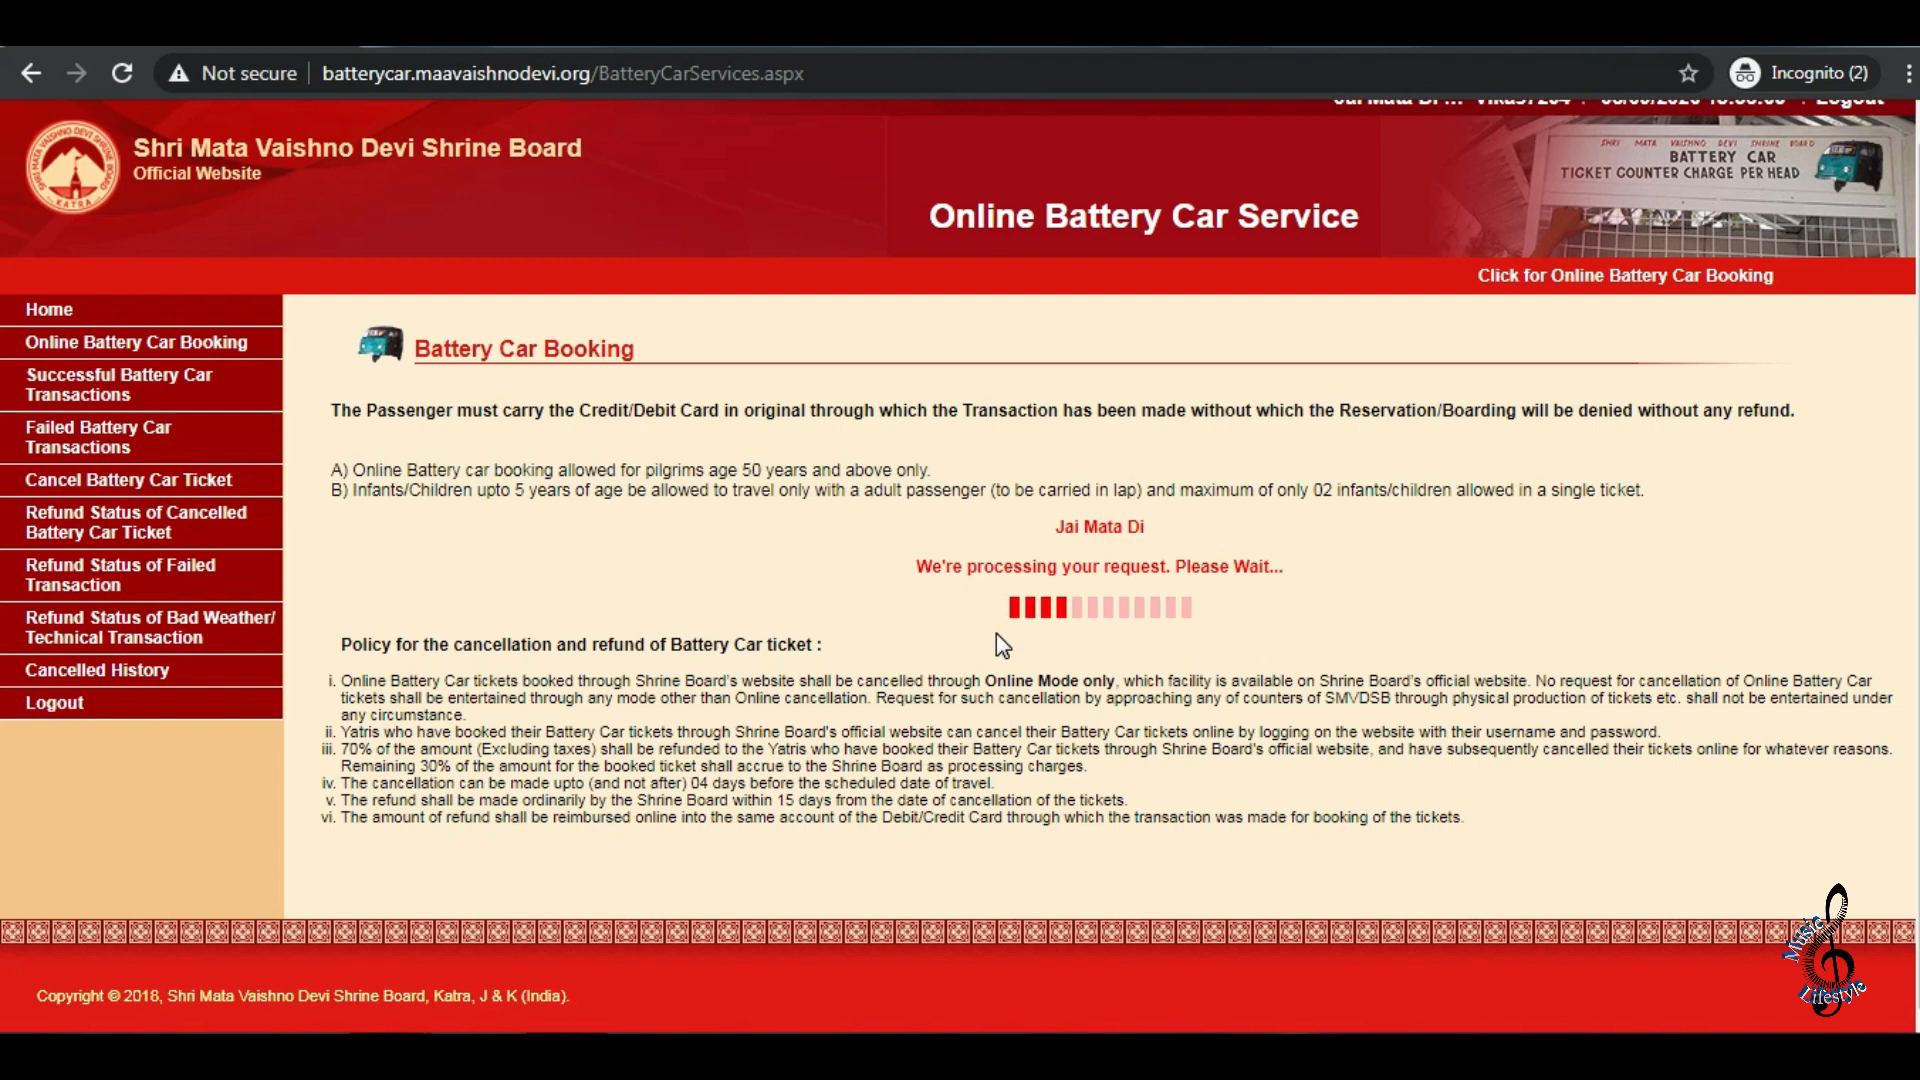 Not secure batterycar.maavaishnodevi.org/BatteryCarServices.aspx Incognito (2)
Logout
Shri Mata Vaishno Devi Shrine Board
Official Website
SHRI MATA VAISHNO DEVI SHRINE BOARD
BATTERY CAR
TICKET COUNTER CHARGE PER HEAD
Online Battery Car Service
Click for Online Battery Car Booking
Home
Online Battery Car Booking
Successful Battery Car
Transactions
Failed Battery Car
Transactions
Cancel Battery Car Ticket
Refund Status of Cancelled
Battery Car Ticket
Refund Status of Failed
Transaction
Refund Status of Bad Weather/
Technical Transaction
Cancelled History
Logout
Battery Car Booking
The Passenger must carry the Credit/Debit Card in original through which the Transaction has been made without which the Reservation/Boarding will be denied without any refund.
A) Online Battery car booking allowed for pilgrims age 50 years and above only.
B) Infants/Children upto 5 years of age be allowed to travel only with a adult passenger (to be carried in lap) and maximum of only 02 infants/children allowed in a single ticket.
Jai Mata Di
We're processing your request. Please Wait...
Policy for the cancellation and refund of Battery Car ticket :
i. Online Battery Car tickets booked through Shrine Board's website shall be cancelled through Online Mode only, which facility is available on Shrine Board's official website. No request for cancellation of Online Battery Car
tickets shall be entertained through any mode other than Online cancellation. Request for such cancellation by approaching any of counters of SMVDSB through physical production of tickets etc. shall not be entertained under
any circumstance.
ii. Yatris who have booked their Battery Car tickets through Shrine Board's official website can cancel their Battery Car tickets online by logging on the website with their username and password.
iii. 70% of the amount (Excluding taxes) shall be refunded to the Yatris who have booked their Battery Car tickets through Shrine Board's official website, and have subsequently cancelled their tickets online for whatever reasons.
Remaining 30% of the amount for the booked ticket shall accrue to the Shrine Board as processing charges.
iv. The cancellation can be made upto (and not after) 04 days before the scheduled date of travel.
v. The refund shall be made ordinarily by the Shrine Board within 15 days from the date of cancellation of the tickets.
vi. The amount of refund shall be reimbursed online into the same account of the Debit/Credit Card through which the transaction was made for booking of the tickets.
Copyright © 2018, Shri Mata Vaishno Devi Shrine Board, Katra, J & K (India).
Music
Lifestyle